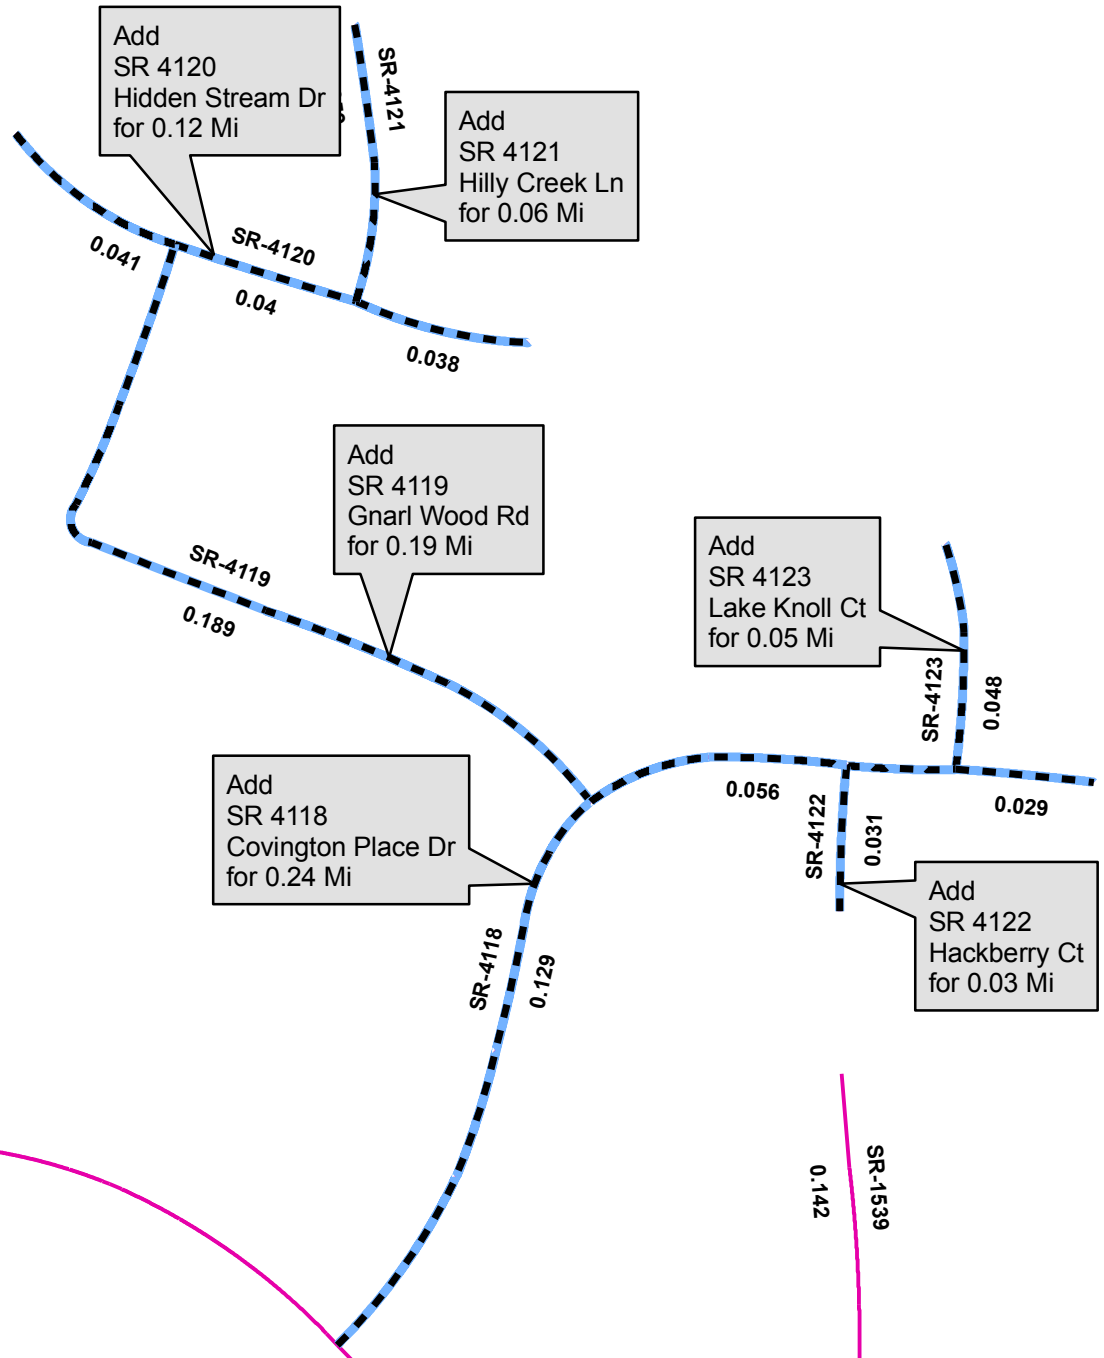 Add
SR 4120
Hidden Stream Dr
for 0.12 Mi
SR-4121
Add
SR 4121
Hilly Creek Ln
for 0.06 Mi
0.041
SR-4120
0.04
0.038
Add
SR 4119
Gnarl Wood Rd
for 0.19 Mi
SR-4119
0.189
Add
SR 4123
Lake Knoll Ct
for 0.05 Mi
SR-4123
0.048
Add
SR 4118
Covington Place Dr
for 0.24 Mi
0.056
SR-4122
0.031
0.029
Add
SR 4122
Hackberry Ct
for 0.03 Mi
SR-4118
0.129
SR-1539
0.142